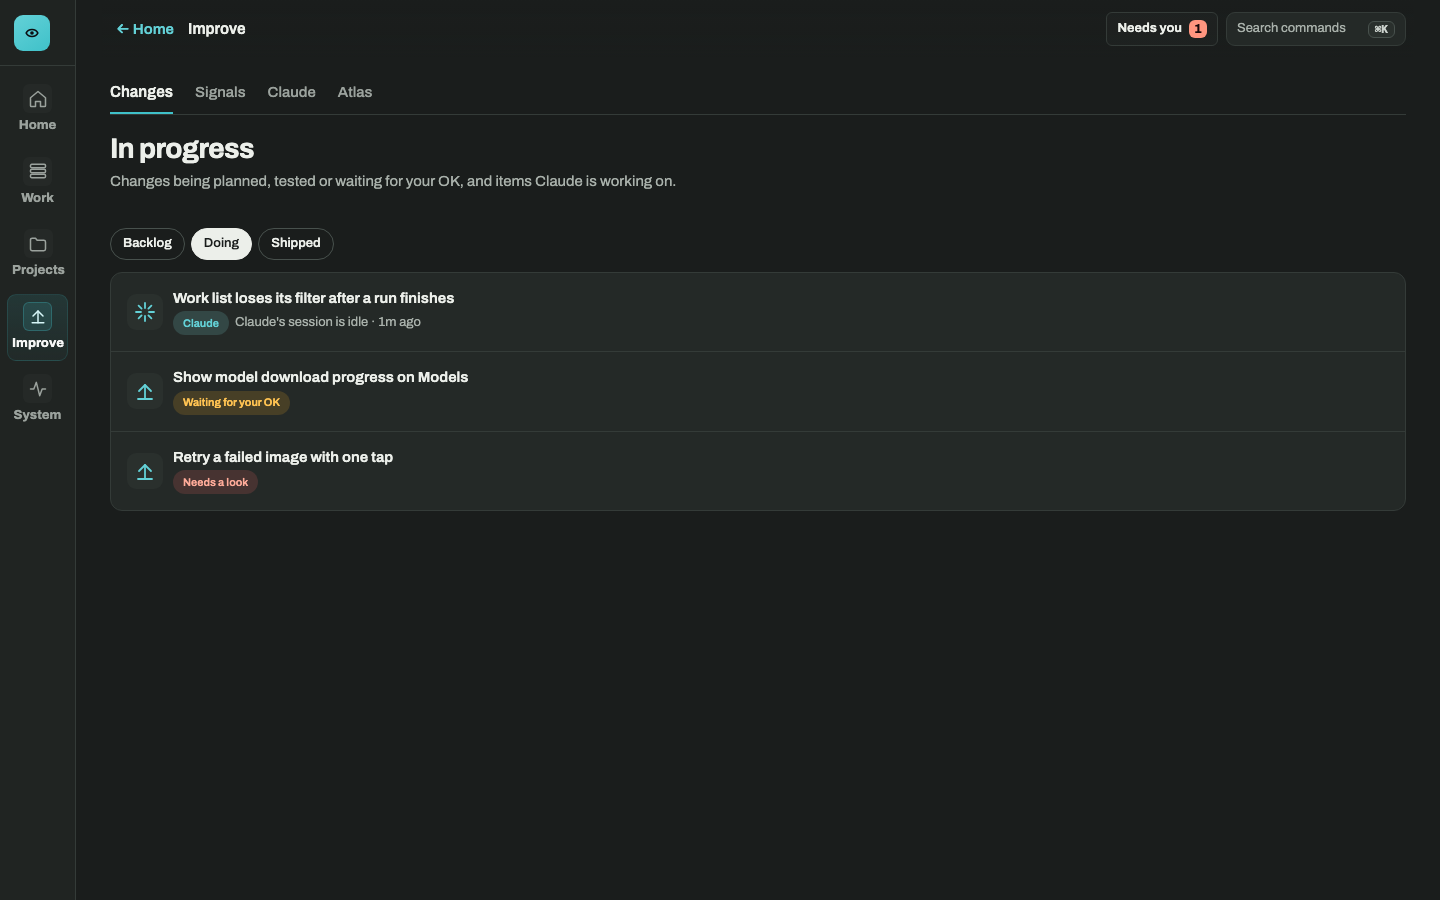 ← Home Improve
Needs you 1
Search commands ⌘K
Home
Work
Projects
Improve
System
Changes Signals Claude Atlas
In progress
Changes being planned, tested or waiting for your OK, and items Claude is working on.
Backlog Doing Shipped
Work list loses its filter after a run finishes
Claude Claude's session is idle · 1m ago
Show model download progress on Models
Waiting for your OK
Retry a failed image with one tap
Needs a look